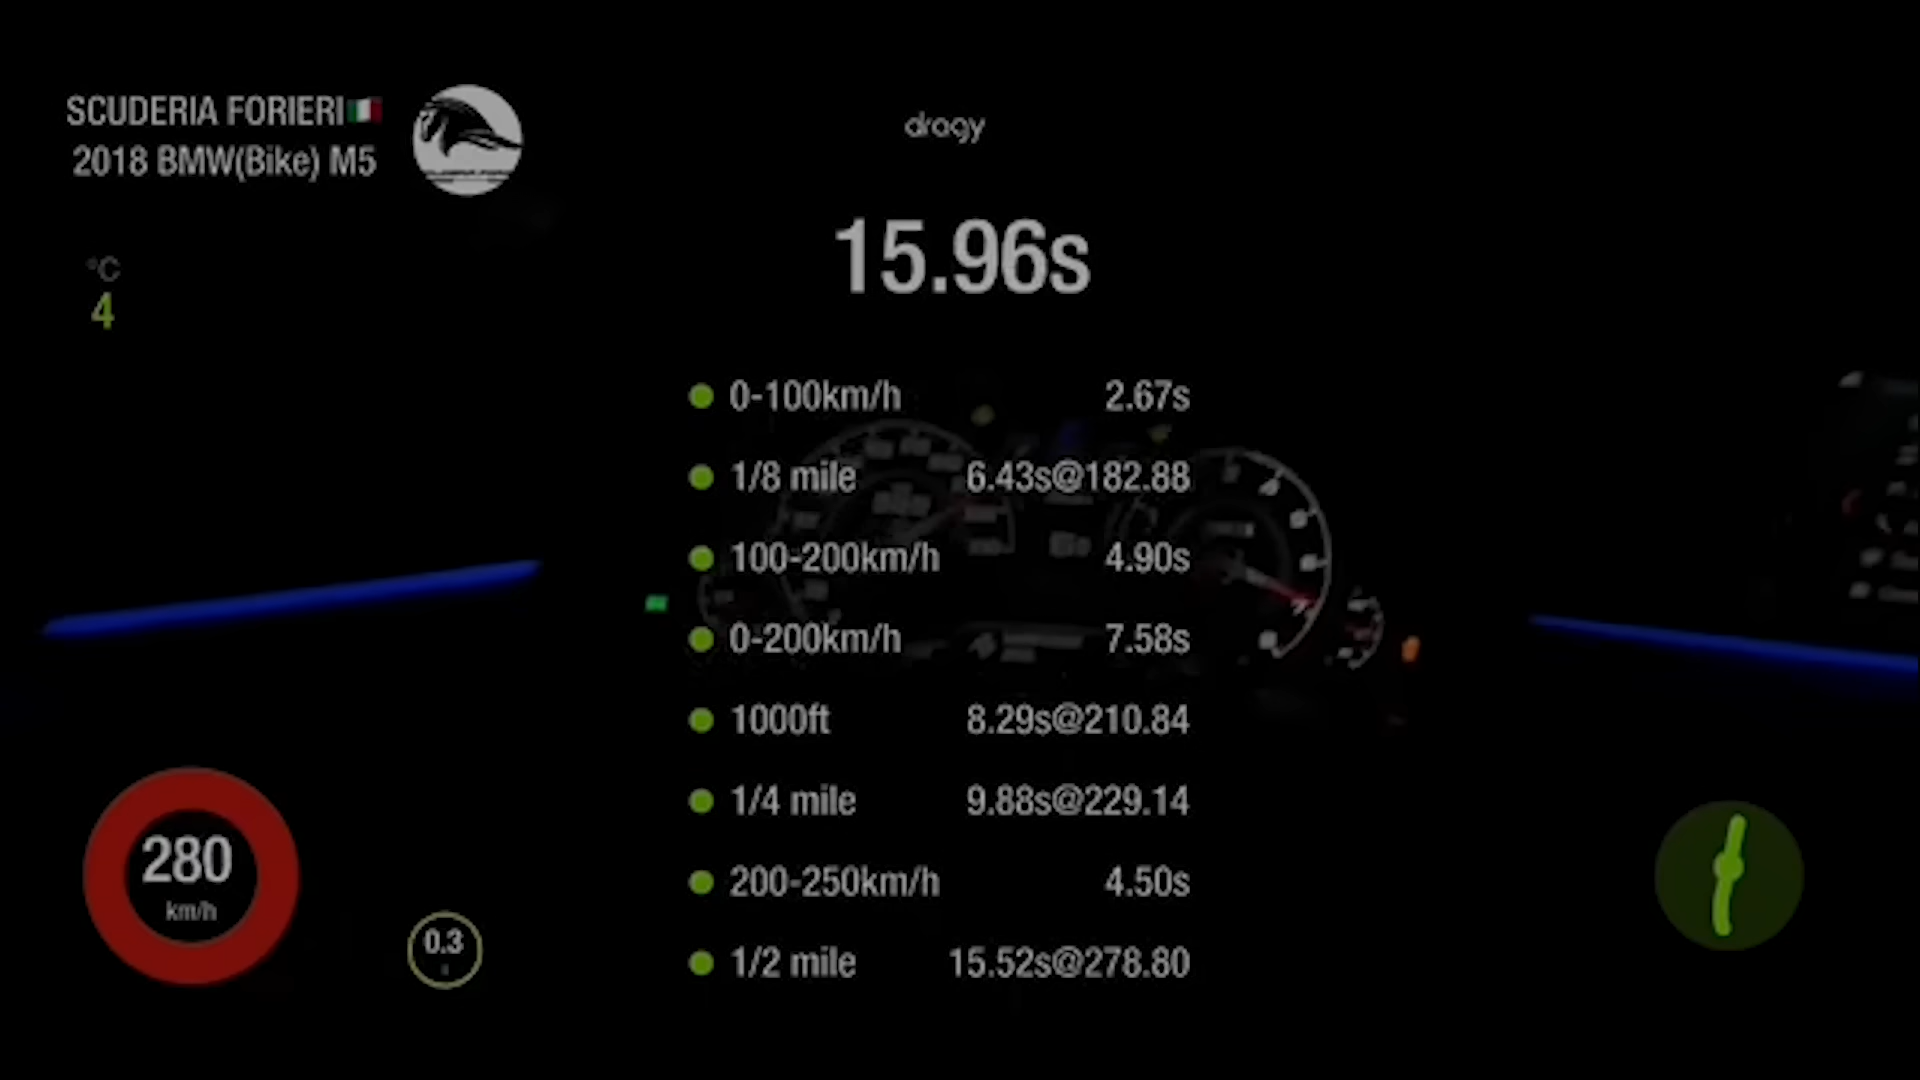 SCUDERIA FORIERI
2018 BMW(Bike) M5
dragy
15.96s
°C
4
0-100km/h 2.67s
1/8 mile 6.43s@182.88
100-200km/h 4.90s
0-200km/h 7.58s
1000ft 8.29s@210.84
1/4 mile 9.88s@229.14
200-250km/h 4.50s
1/2 mile 15.52s@278.80
280
km/h
0.3